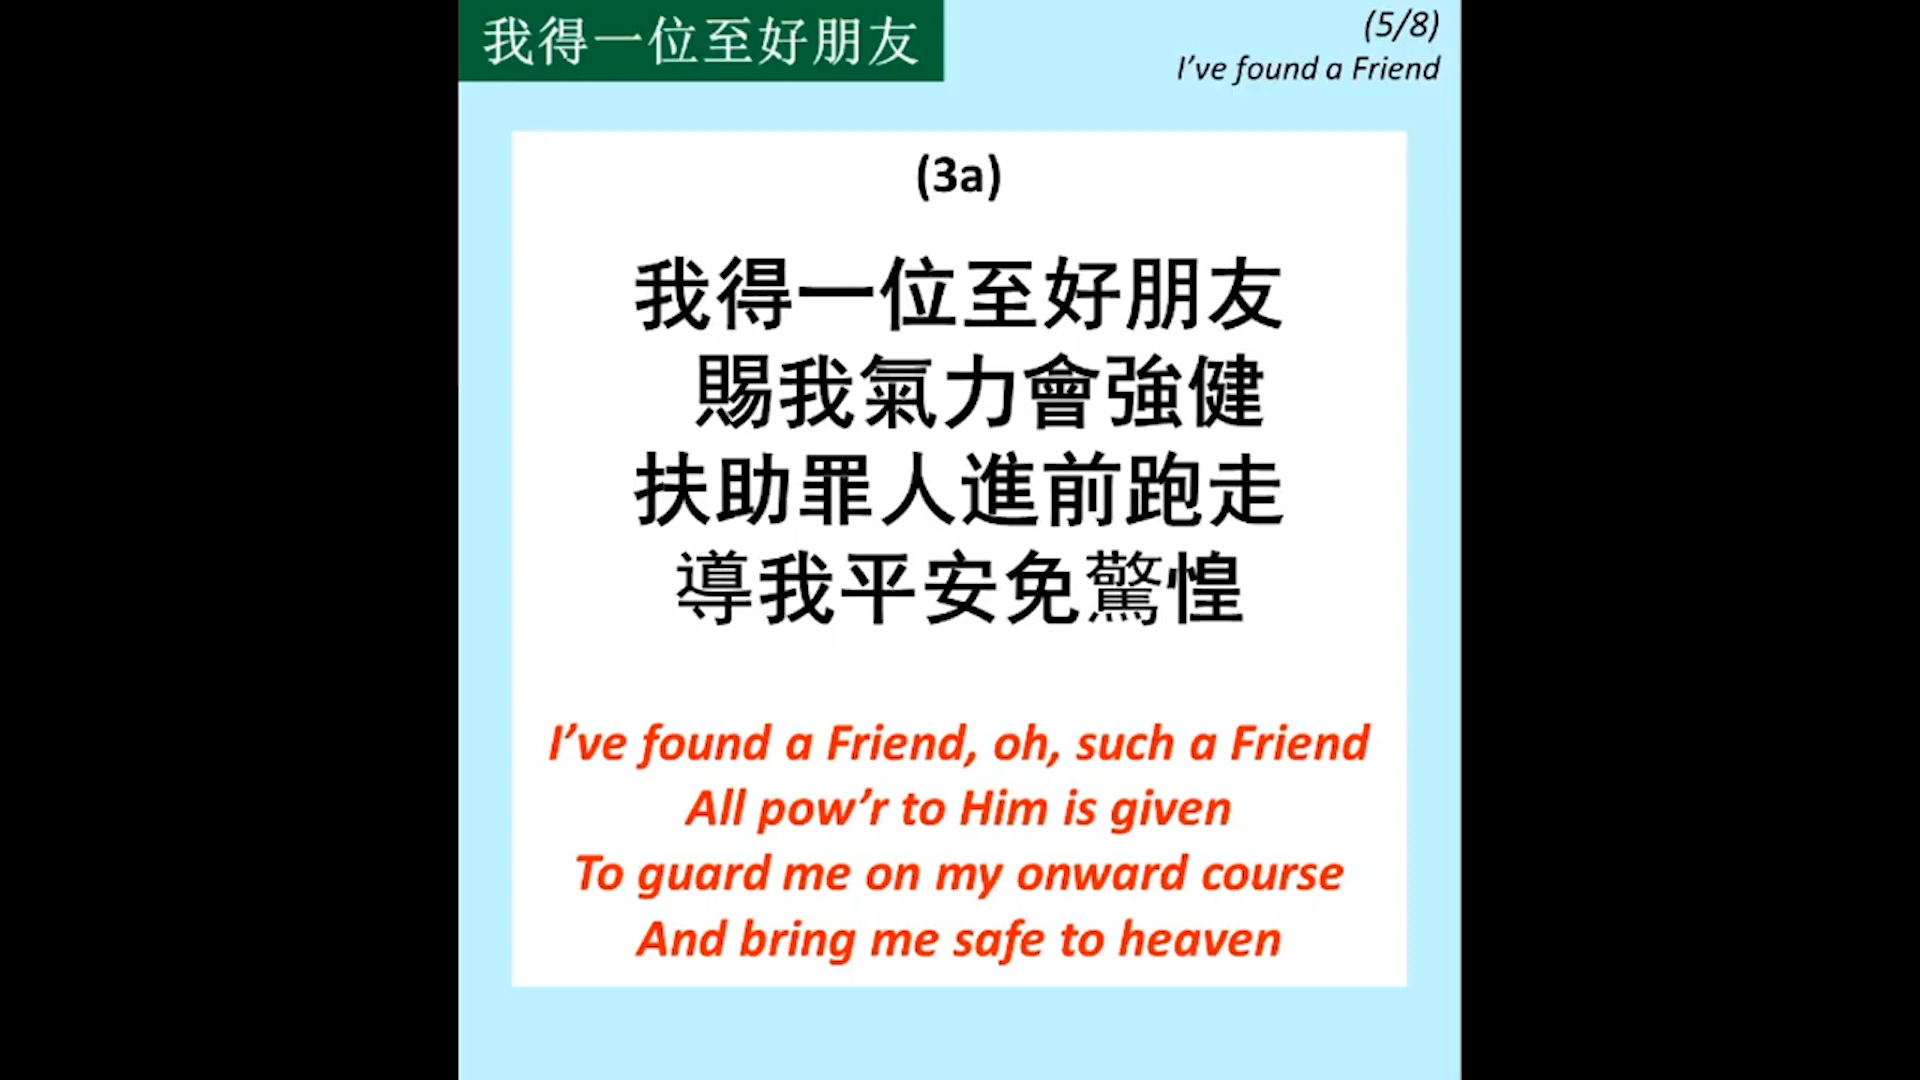 我得一位至好朋友
(5/8)
I’ve found a Friend
(3a)
我得一位至好朋友
賜我氣力會強健
扶助罪人進前跑走
導我平安免驚惶
I’ve found a Friend, oh, such a Friend
All pow’r to Him is given
To guard me on my onward course
And bring me safe to heaven